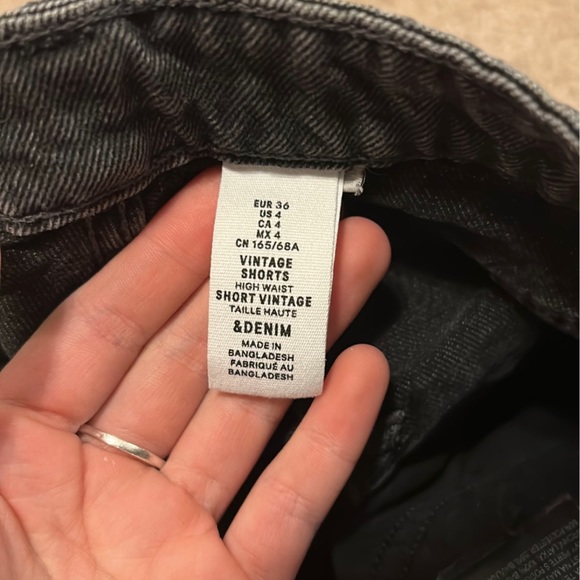 EUR 36
US 4
CA 4
MX 4
CN 165/68A
VINTAGE
SHORTS
HIGH WAIST
SHORT VINTAGE
TAILLE HAUTE
&DENIM
MADE IN
BANGLADESH
FABRIQUÉ AU
BANGLADESH